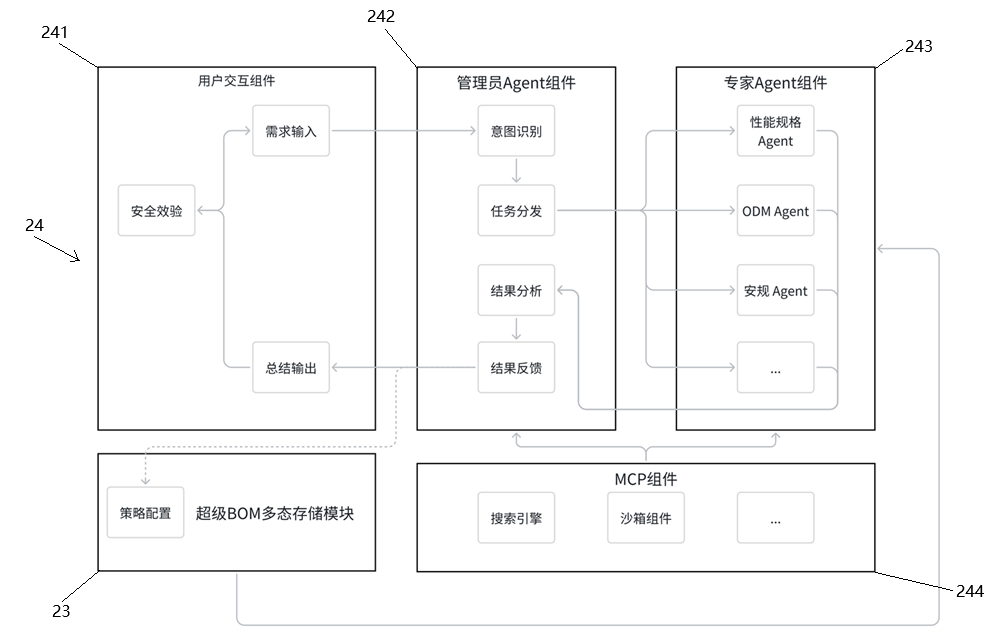 241
242
243
用户交互组件
管理员Agent组件
专家Agent组件
需求输入
意图识别
性能规格
Agent
安全效验
任务分发
ODM Agent
24
结果分析
安规 Agent
总结输出
结果反馈
...
MCP组件
策略配置
超级BOM多态存储模块
搜索引擎
沙箱组件
...
23
244